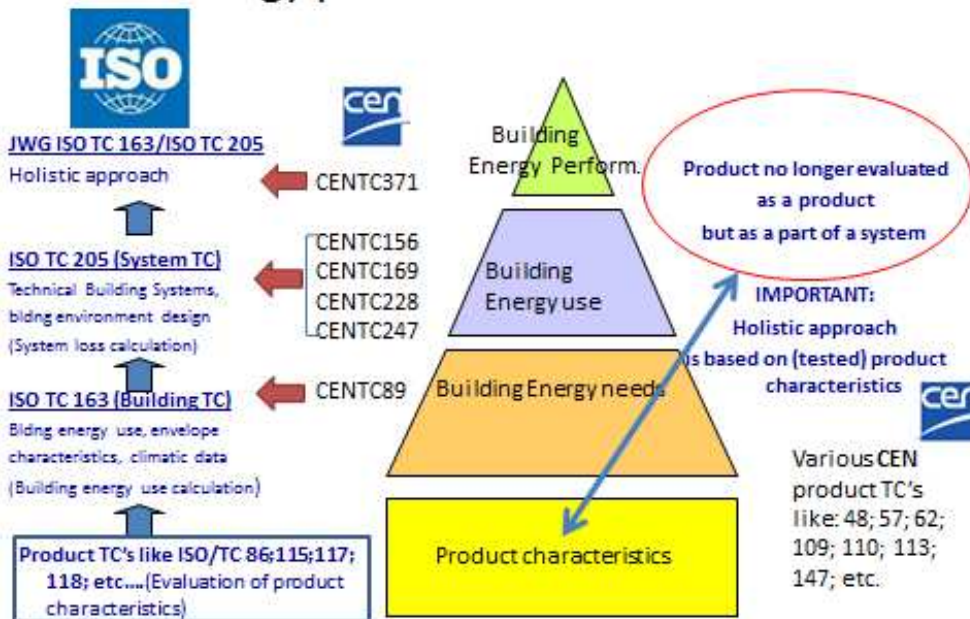 ISO
cen
JWG ISO TC 163/ISO TC 205
Holistic approach
ISO TC 205 (System TC)
Technical Building Systems,
bldng environment design
(System loss calculation)
ISO TC 163 (Building TC)
Bldng energy use, envelope
characteristics, climatic data
(Building energy use calculation)
Product TC's like ISO/TC 86;115;117;
118; etc....(Evaluation of product
characteristics)
CENTC371
CENTC156
CENTC169
CENTC228
CENTC247
CENTC89
Building
Energy Perform.
Building
Energy use
Building Energy needs
Product characteristics
Product no longer evaluated
as a product
but as a part of a system
IMPORTANT:
Holistic approach
is based on (tested) product
characteristics
cen
Various CEN
product TC's
like: 48; 57; 62;
109; 110; 113;
147; etc.